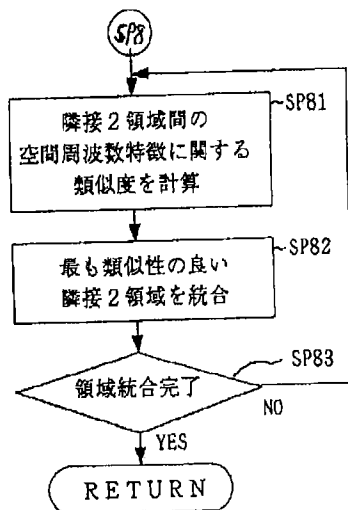 SP8
SP81
隣接2領域間の
空間周波数特徴に関する
類似度を計算
SP82
最も類似性の良い
隣接2領域を統合
SP83
領域統合完了
NO
YES
RETURN